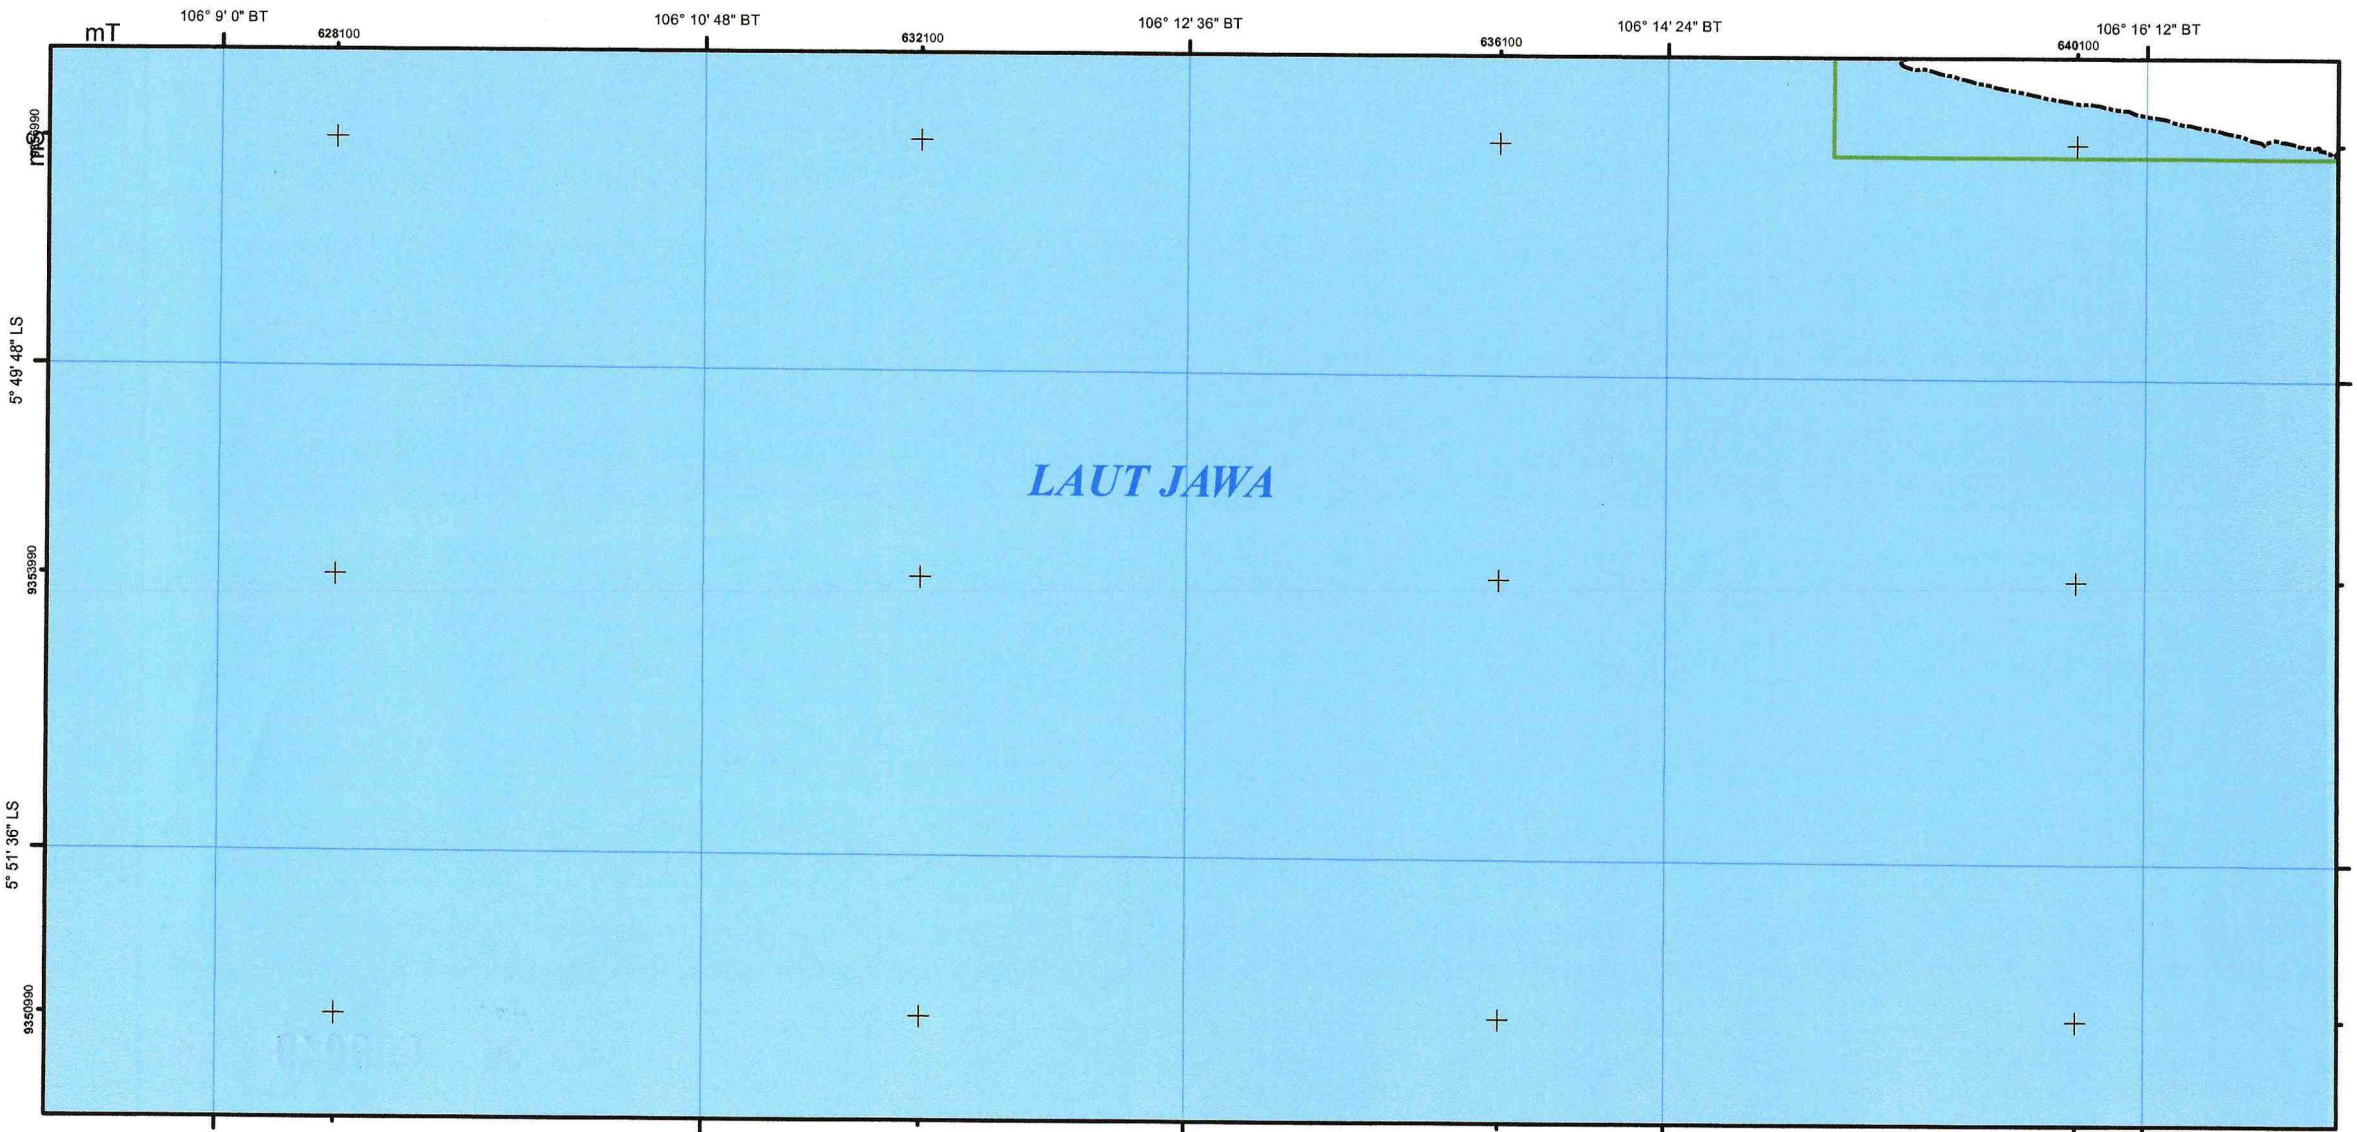 106° 9' 0" BT
106° 10' 48" BT
106° 12' 36" BT
106° 14' 24" BT
106° 16' 12" BT
mT
628100
632100
636100
640100
mS
5° 49' 48" LS
LAUT JAWA
9353990
5° 51' 36" LS
9350990